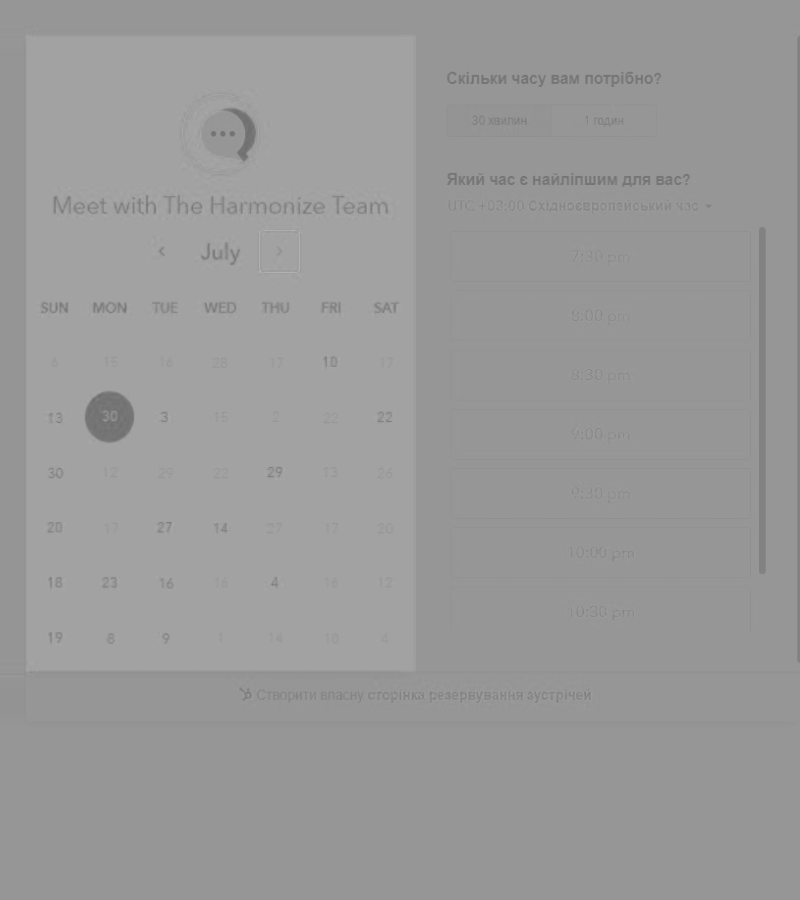 Meet with The Harmonize Team
July
SUN MON TUE WED THU FRI SAT
6 15 16 28 17 10 17
13 30 3 15 2 22 22
30 12 29 22 29 13 26
20 17 27 14 27 17 20
18 23 16 16 4 16 12
19 8 9 1 14 10 4
Скільки часу вам потрібно?
30 хвилин 1 годин
Який час є найліпшим для вас?
UTC +03:00 Східноєвропейський час
7:30 pm
8:00 pm
8:30 pm
9:00 pm
9:30 pm
10:00 pm
10:30 pm
Створити власну сторінка резервування зустрічей